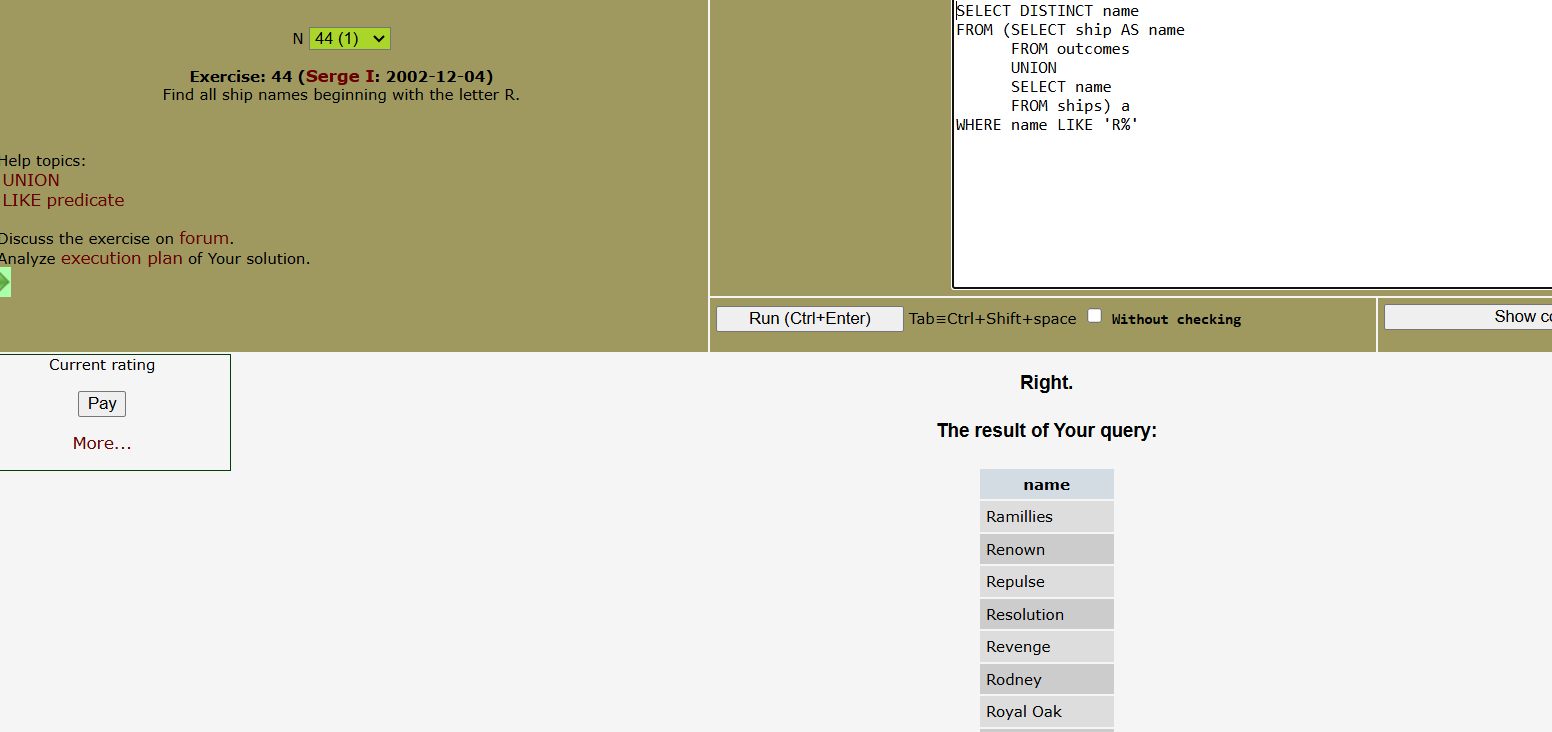 N 44 (1)
Exercise: 44 (Serge I: 2002-12-04)
Find all ship names beginning with the letter R.
Help topics:
UNION
LIKE predicate
Discuss the exercise on forum.
Analyze execution plan of Your solution.
SELECT DISTINCT name
FROM (SELECT ship AS name
FROM outcomes
UNION
SELECT name
FROM ships) a
WHERE name LIKE 'R%'
Run (Ctrl+Enter) Tab≡Ctrl+Shift+space Without checking
Show co
Current rating
Pay
More...
Right.
The result of Your query:
name
Ramillies
Renown
Repulse
Resolution
Revenge
Rodney
Royal Oak